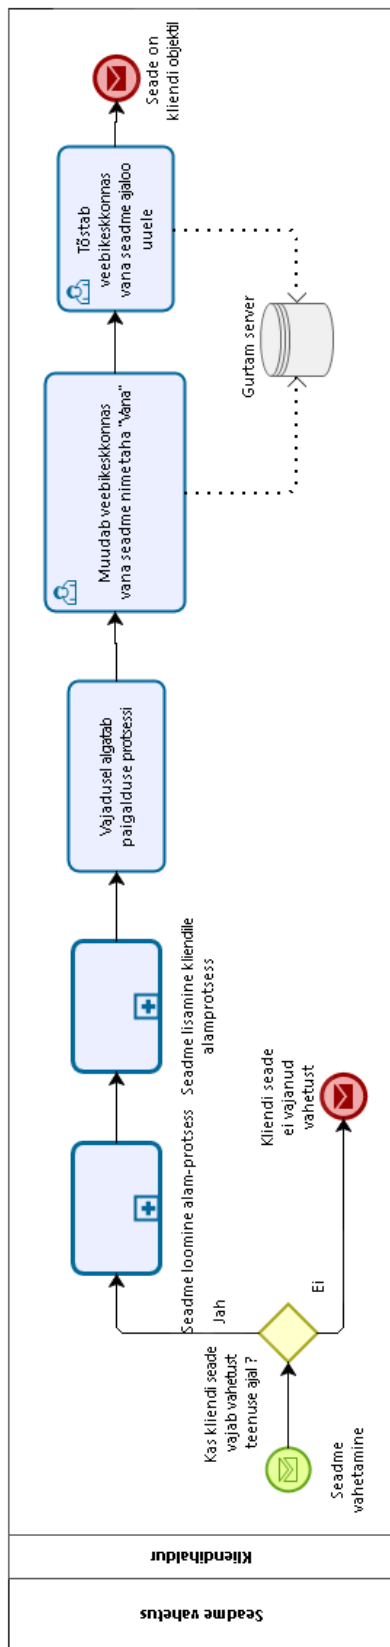 Seadme vahetus
Kliendihaldur
Seadme
vahetamine
Kas kliendi seade
vajab vahetust
teenuse ajal ?
Jah
Ei
Kliendi seade
ei vajanud
vahetust
Seadme loomine alam-protsess
Seadme lisamine kliendile
alamprotsess
Vajadusel algatab
paigalduse protsessi
Muudab veebikeskkonnas
vana seadme nime taha "Vana"
Tõstab
veebikeskkonnas
vana seadme ajaloo
uuele
Gurtam server
Seade on
kliendi objektil